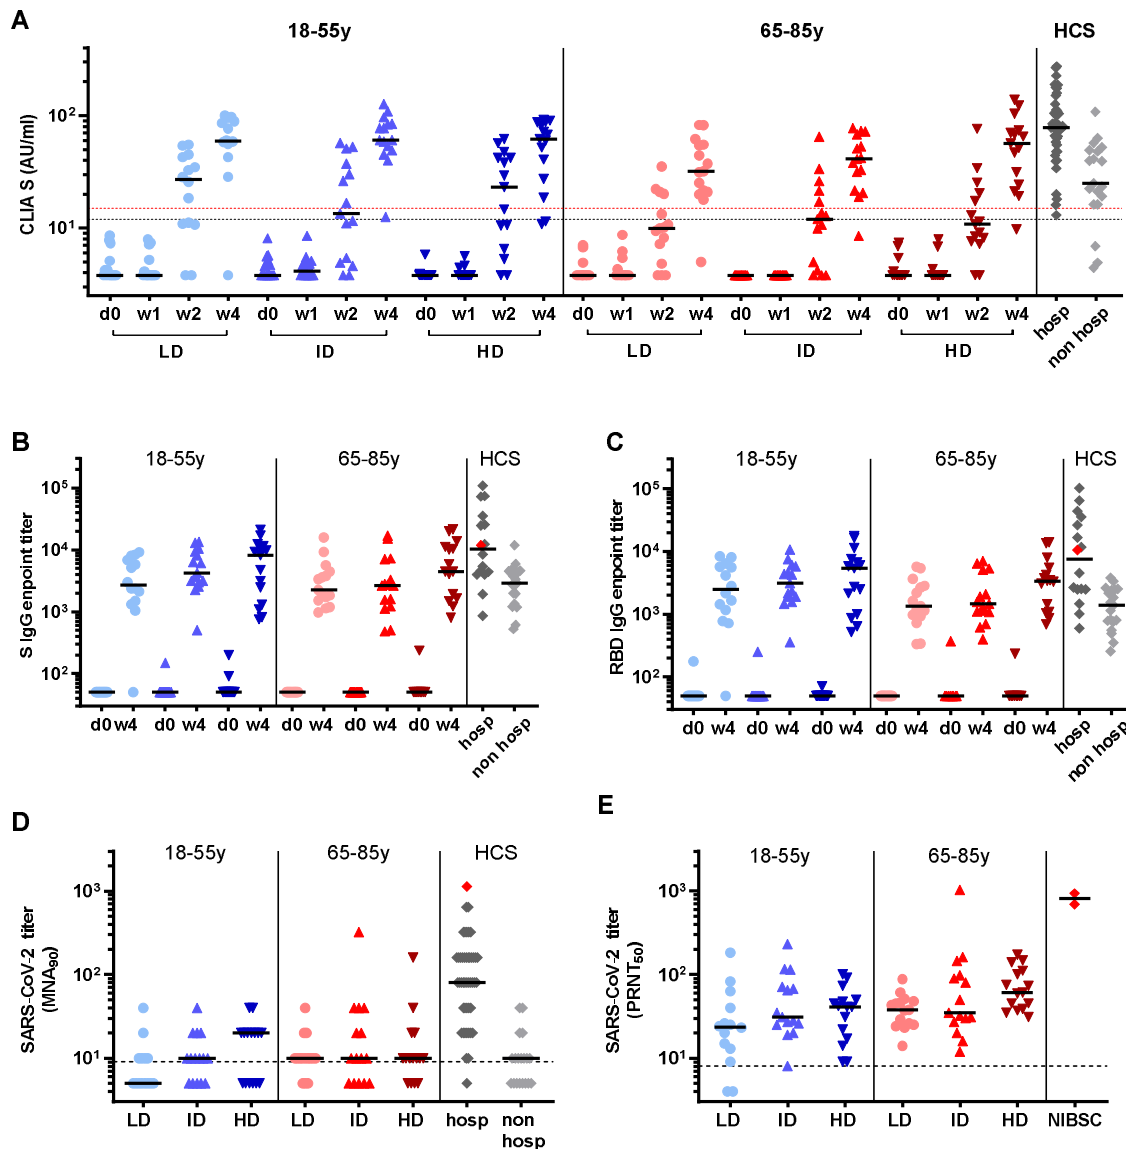 A
18-55y
65-85y
HCS
CLIA S (AU/ml)
10²
10¹
d0 w1 w2 w4 d0 w1 w2 w4 d0 w1 w2 w4 d0 w1 w2 w4 d0 w1 w2 w4 d0 w1 w2 w4 hosp non hosp
LD ID HD LD ID HD
B
18-55y 65-85y HCS
S IgG enpoint titer
10⁵
10⁴
10³
10²
d0 w4 d0 w4 d0 w4 d0 w4 d0 w4 d0 w4 hosp non hosp
C
18-55y 65-85y HCS
RBD IgG enpoint titer
10⁵
10⁴
10³
10²
d0 w4 d0 w4 d0 w4 d0 w4 d0 w4 d0 w4 hosp non hosp
D
18-55y 65-85y HCS
SARS-CoV-2 titer
(MNA₉₀)
10³
10²
10¹
LD ID HD LD ID HD hosp non
hosp
E
18-55y 65-85y
SARS-CoV-2 titer
(PRNT₅₀)
10³
10²
10¹
LD ID HD LD ID HD NIBSC